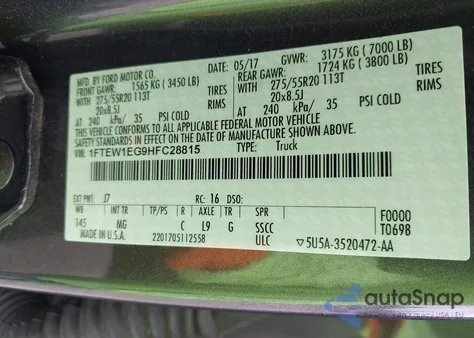 MFD. BY FORD MOTOR CO.
DATE: 05/17 GVWR: 3175 KG ( 7000 LB)
FRONT GAWR: 1565 KG ( 3450 LB) REAR GAWR: 1724 KG ( 3800 LB)
WITH 275/55R20 113T TIRES WITH 275/55R20 113T TIRES
20x8.5J RIMS 20x8.5J RIMS
AT 240 kPa/ 35 PSI COLD AT 240 kPa/ 35 PSI COLD
THIS VEHICLE CONFORMS TO ALL APPLICABLE FEDERAL MOTOR VEHICLE
SAFETY STANDARDS IN EFFECT ON THE DATE OF MANUFACTURE SHOWN ABOVE.
VIN: 1FTEW1EG9HFC28815 TYPE: Truck
EXT PNT: J7 RC: 16 DSO:
WB INT TR TP/PS R AXLE TR SPR F0000
145 MG C L9 G SSCC T0698
MADE IN U.S.A. 2201705112558 ULC ▽5U5A-3520472-AA
autoSnap